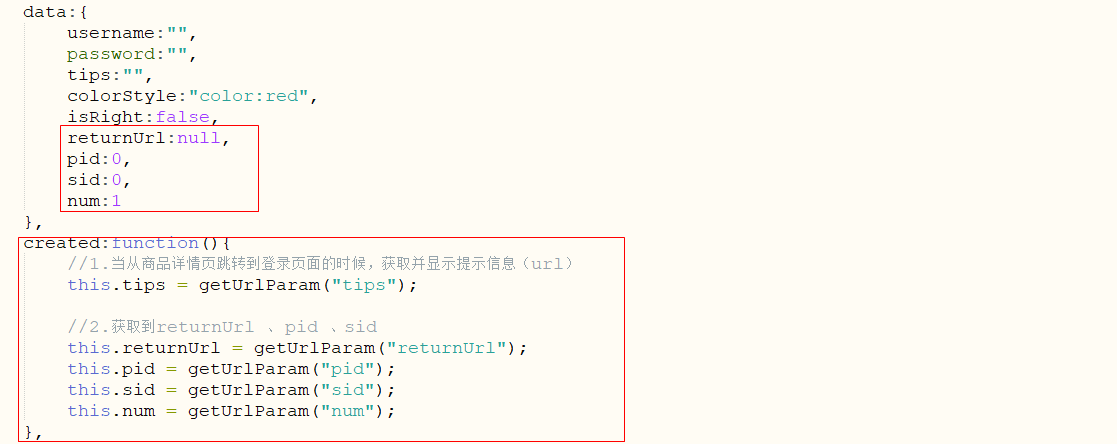 data:{
username:"",
password:"",
tips:"",
colorStyle:"color:red",
isRight:false,
returnUrl:null,
pid:0,
sid:0,
num:1
},
created:function(){
//1.当从商品详情页跳转到登录页面的时候，获取并显示提示信息（url）
this.tips = getUrlParam("tips");
//2.获取到returnUrl 、pid 、sid
this.returnUrl = getUrlParam("returnUrl");
this.pid = getUrlParam("pid");
this.sid = getUrlParam("sid");
this.num = getUrlParam("num");
},